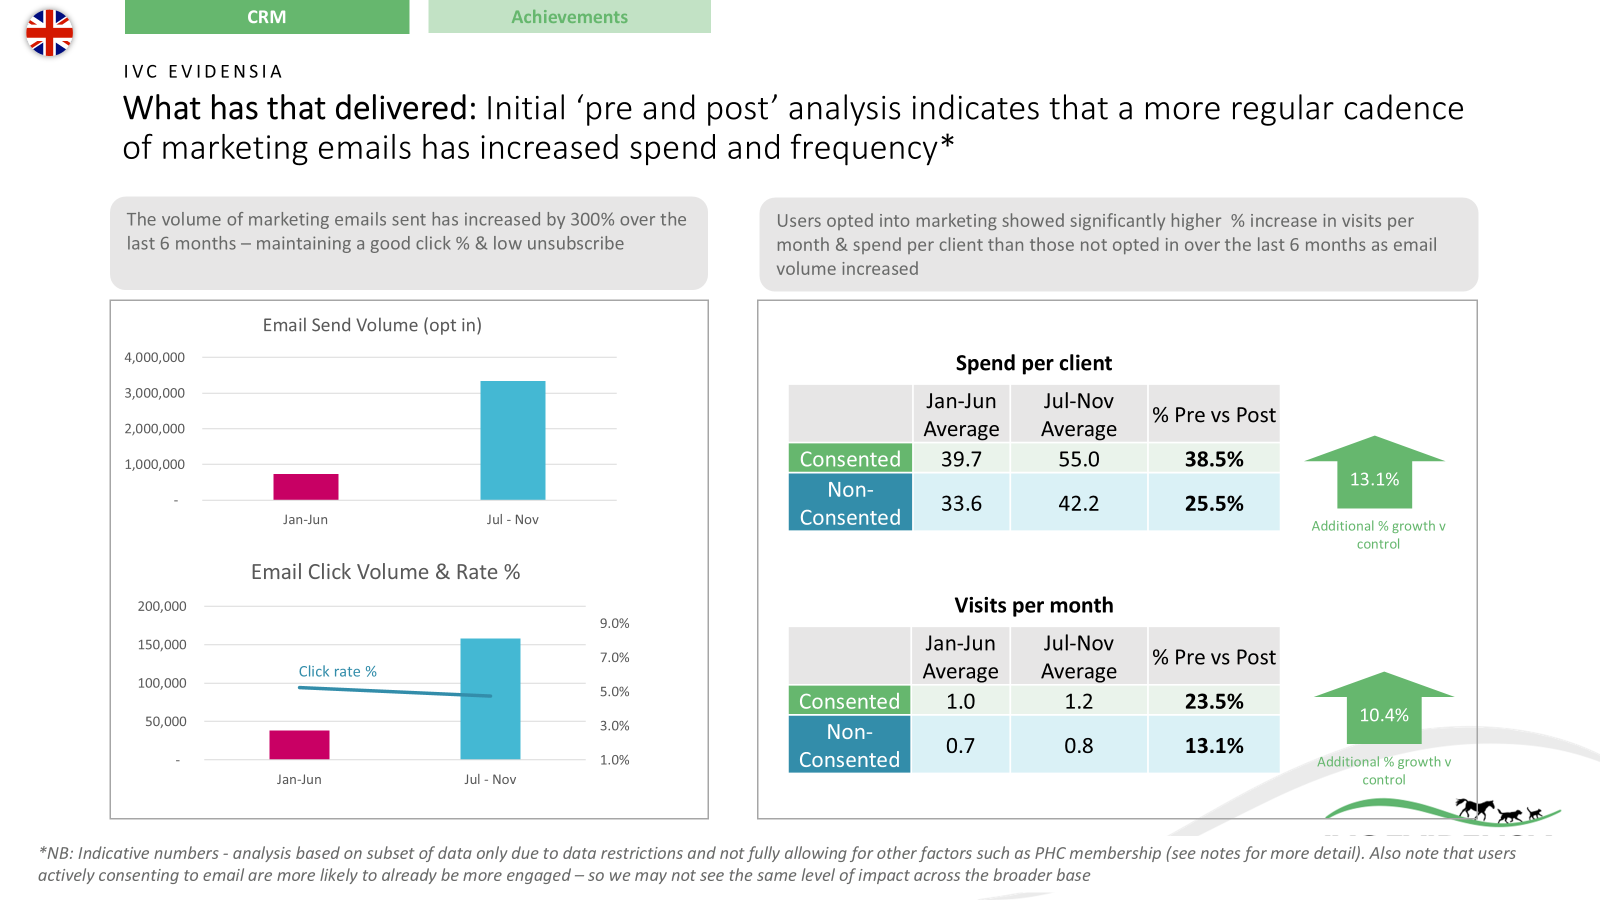 CRM
Achievements
IVC EVIDENSIA
What has that delivered: Initial ‘pre and post’ analysis indicates that a more regular cadence
of marketing emails has increased spend and frequency*
The volume of marketing emails sent has increased by 300% over the
last 6 months – maintaining a good click % & low unsubscribe
Email Send Volume (opt in)
4,000,000
3,000,000
2,000,000
1,000,000
-
Jan-Jun
Jul - Nov
Email Click Volume & Rate %
200,000
150,000
100,000
50,000
-
9.0%
7.0%
5.0%
3.0%
1.0%
Click rate %
Jan-Jun
Jul - Nov
Users opted into marketing showed significantly higher  % increase in visits per
month & spend per client than those not opted in over the last 6 months as email
volume increased
Spend per client
Jan-Jun Average
Jul-Nov Average
% Pre vs Post
Consented 39.7 55.0 38.5%
Non-Consented 33.6 42.2 25.5%
13.1%
Additional % growth v
control
Visits per month
Jan-Jun Average
Jul-Nov Average
% Pre vs Post
Consented 1.0 1.2 23.5%
Non-Consented 0.7 0.8 13.1%
10.4%
Additional % growth v
control
*NB: Indicative numbers - analysis based on subset of data only due to data restrictions and not fully allowing for other factors such as PHC membership (see notes for more detail). Also note that users
actively consenting to email are more likely to already be more engaged – so we may not see the same level of impact across the broader base